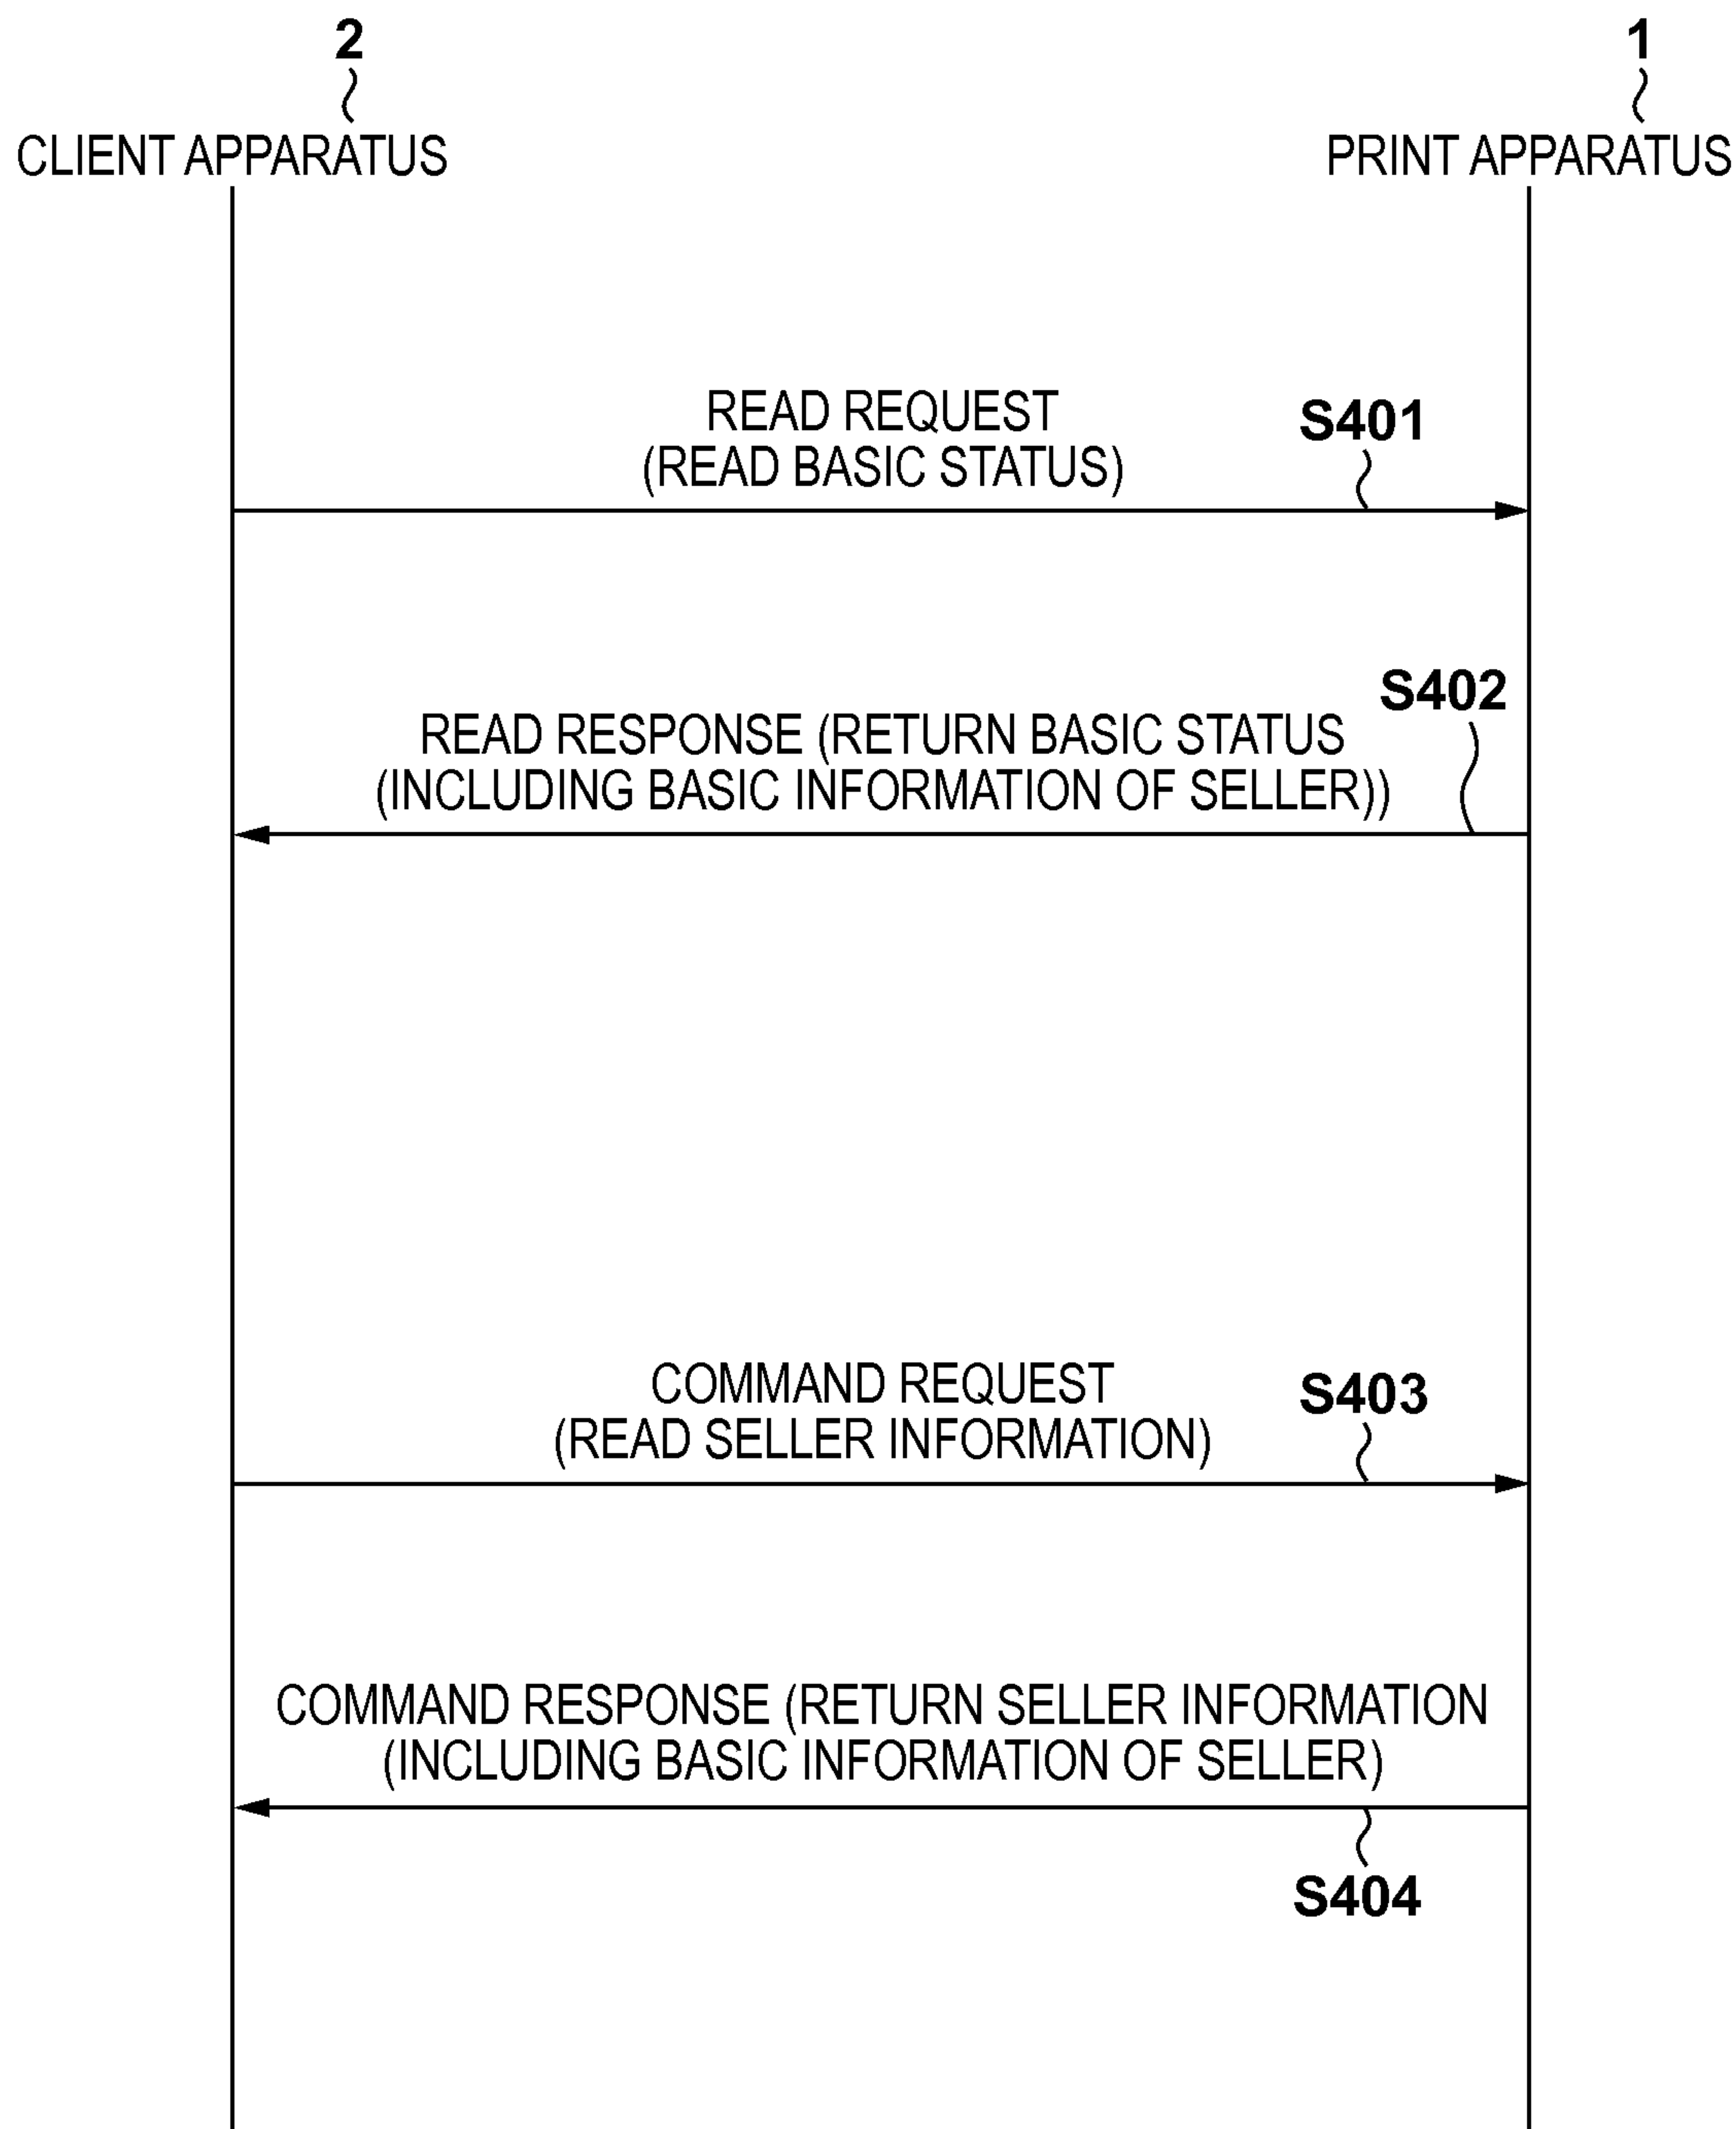 2
1
CLIENT APPARATUS
PRINT APPARATUS
READ REQUEST
(READ BASIC STATUS)
S401
S402
READ RESPONSE (RETURN BASIC STATUS
(INCLUDING BASIC INFORMATION OF SELLER))
COMMAND REQUEST
(READ SELLER INFORMATION)
S403
COMMAND RESPONSE (RETURN SELLER INFORMATION
(INCLUDING BASIC INFORMATION OF SELLER)
S404